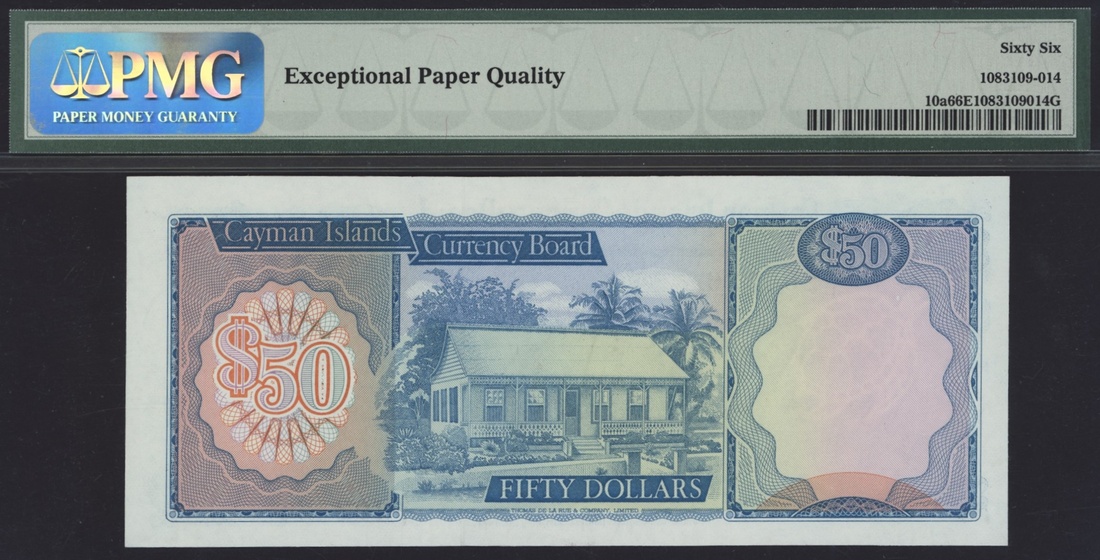 PMG
PAPER MONEY GUARANTY
Exceptional Paper Quality
Sixty Six
1083109-014
10a66E1083109014G
Cayman Islands
Currency Board
$50
$50
FIFTY DOLLARS
THOMAS DE LA RUE & COMPANY, LIMITED